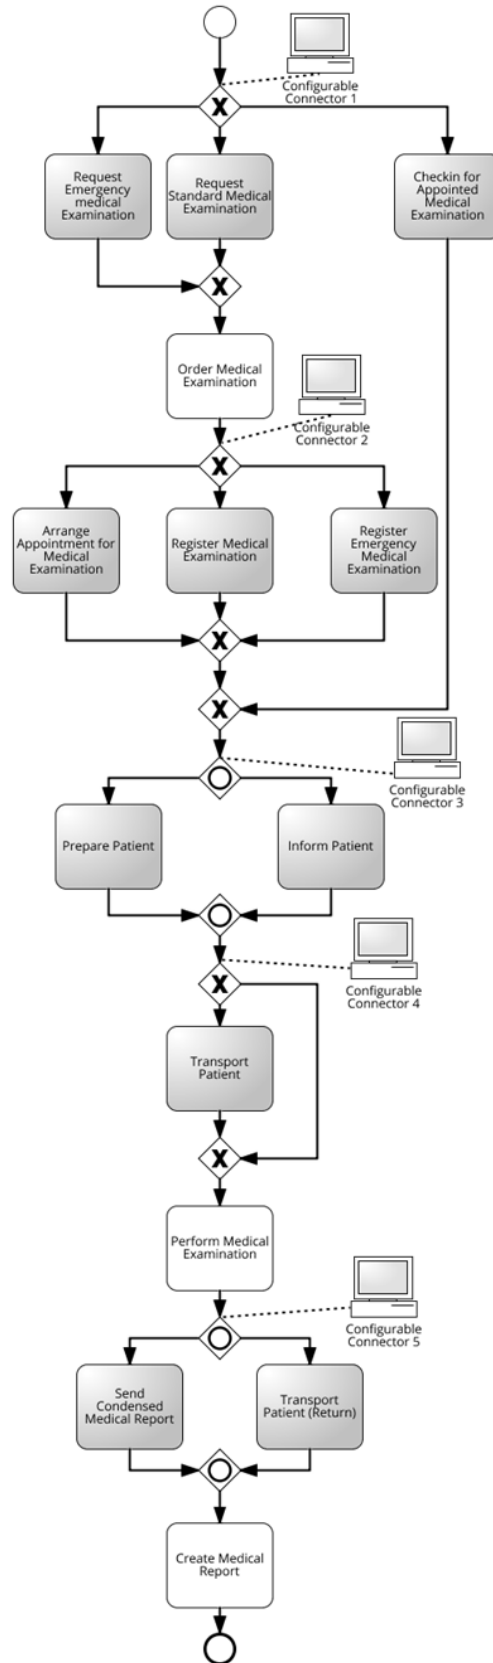 Configurable
Connector 1
Request
Emergency
medical
Examination
Request
Standard Medical
Examination
Checkin for
Appointed
Medical
Examination
X
X
Order Medical
Examination
Configurable
Connector 2
X
Arrange
Appointment for
Medical
Examination
Register Medical
Examination
Register
Emergency
Medical
Examination
X
X
Configurable
Connector 3
Prepare Patient
Inform Patient
Configurable
Connector 4
X
Transport
Patient
X
Perform Medical
Examination
Configurable
Connector 5
Send
Condensed
Medical Report
Transport
Patient (Return)
Create Medical
Report